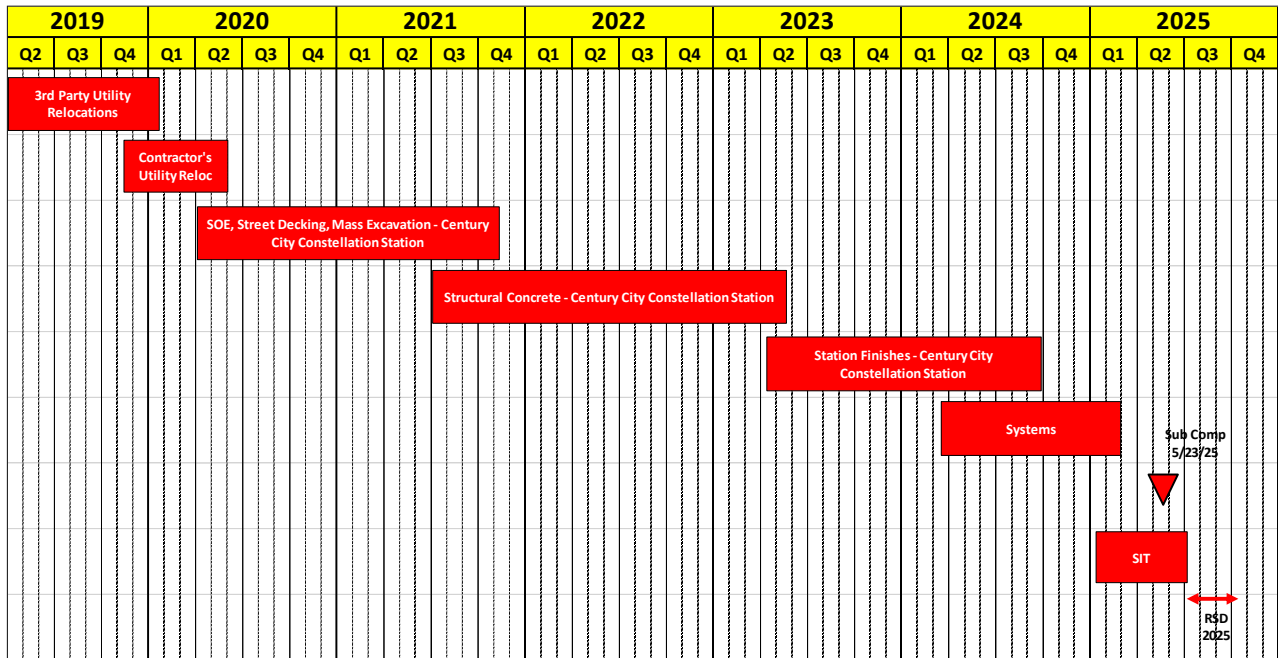 2019 2020 2021 2022 2023 2024 2025
Q2 Q3 Q4 Q1 Q2 Q3 Q4 Q1 Q2 Q3 Q4 Q1 Q2 Q3 Q4 Q1 Q2 Q3 Q4 Q1 Q2 Q3 Q4 Q1 Q2 Q3 Q4
3rd Party Utility
Relocations
Contractor's
Utility Reloc
SOE, Street Decking, Mass Excavation - Century
City Constellation Station
Structural Concrete - Century City Constellation Station
Station Finishes - Century City
Constellation Station
Systems
Sub Comp
5/23/25
SIT
RSD
2025